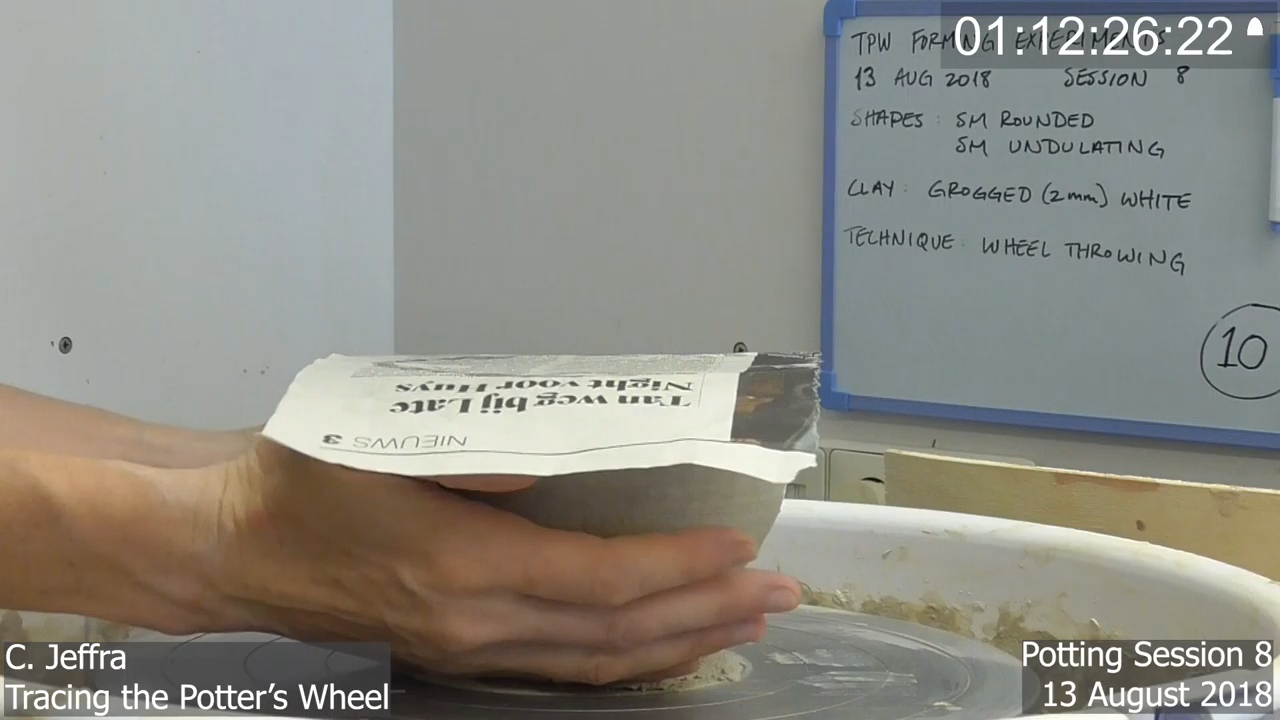 01:12:26:22
TPW FORMING EXPERIMENTS
13 AUG 2018 SESSION 8
SHAPES: SM ROUNDED
SM UNDULATING
CLAY: GROGGED (2mm) WHITE
TECHNIQUE: WHEEL THROWING
10
NIEUWS 3
Tan weg bij Late
Night voor Huys
C. Jeffra
Tracing the Potter's Wheel
Potting Session 8
13 August 2018